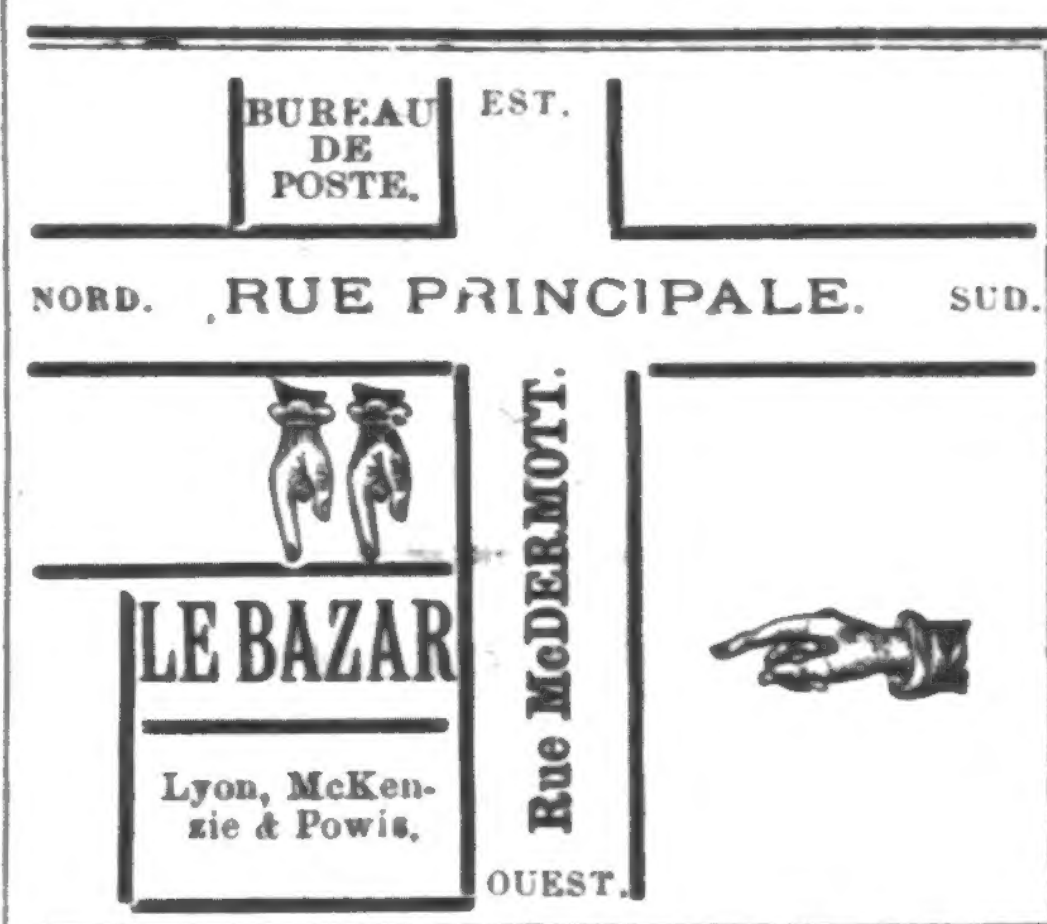 BUREAU
DE
POSTE.
EST.
NORD. RUE PRINCIPALE. SUD.
Rue McDERMOTT.
LE BAZAR
Lyon, McKen-
zie & Powis.
OUEST.